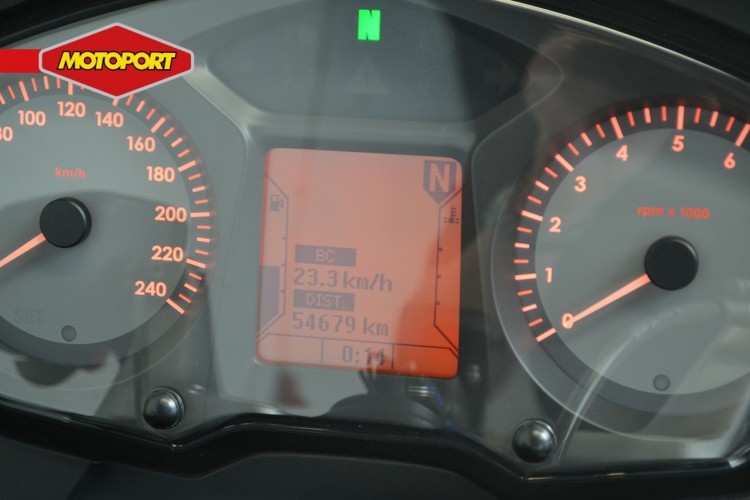 N
MOTOPORT
80 100 120 140 160 180 200 220 240
km/h
SET
N
BC
23.3 km/h
DIST.
54679 km
0:14
0 1 2 3 4 5 6
rpm x 1000